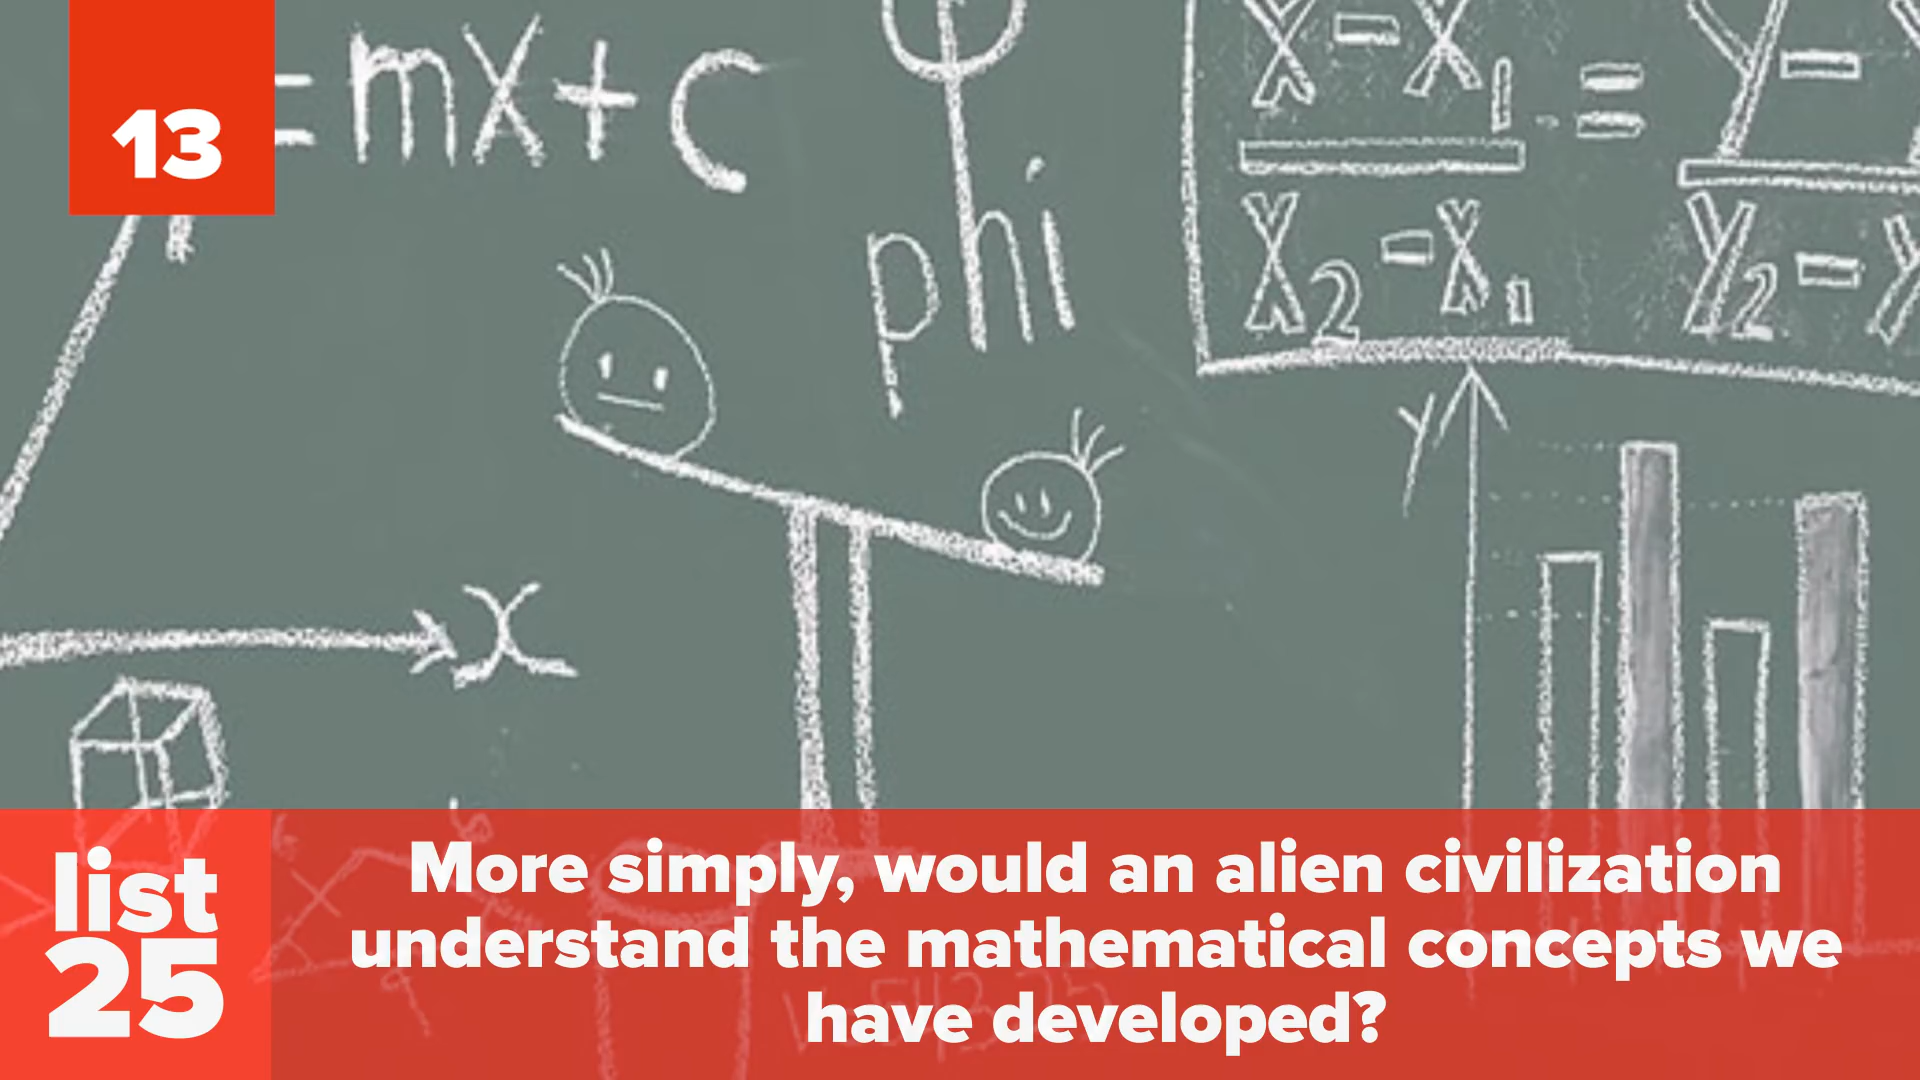 13
=mx+c
phi
X-X1 = Y-
X2-X1 Y2-Y
y
x
list
25
More simply, would an alien civilization
understand the mathematical concepts we
have developed?